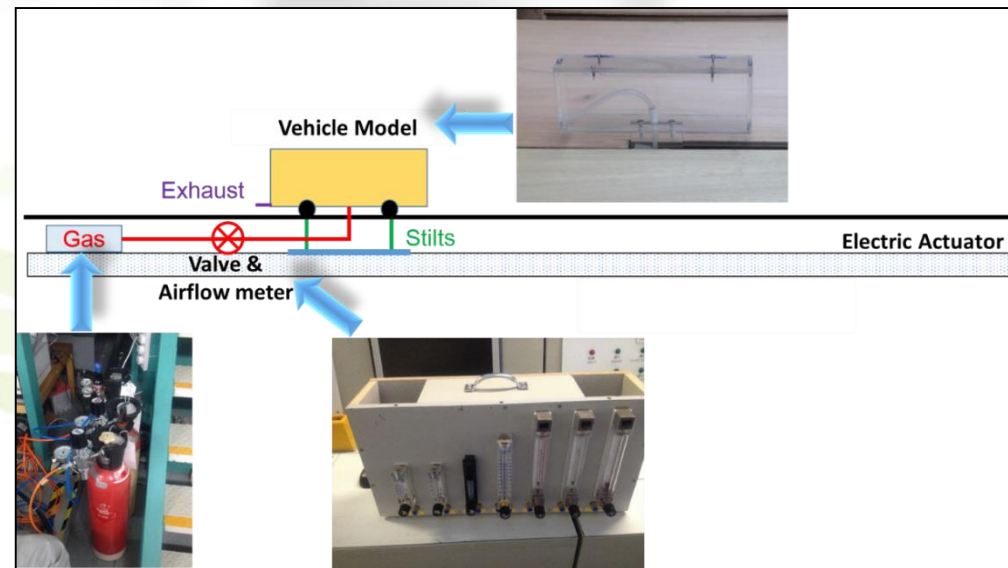 Vehicle Model
Exhaust
Gas
Stilts
Electric Actuator
Valve &
Airflow meter